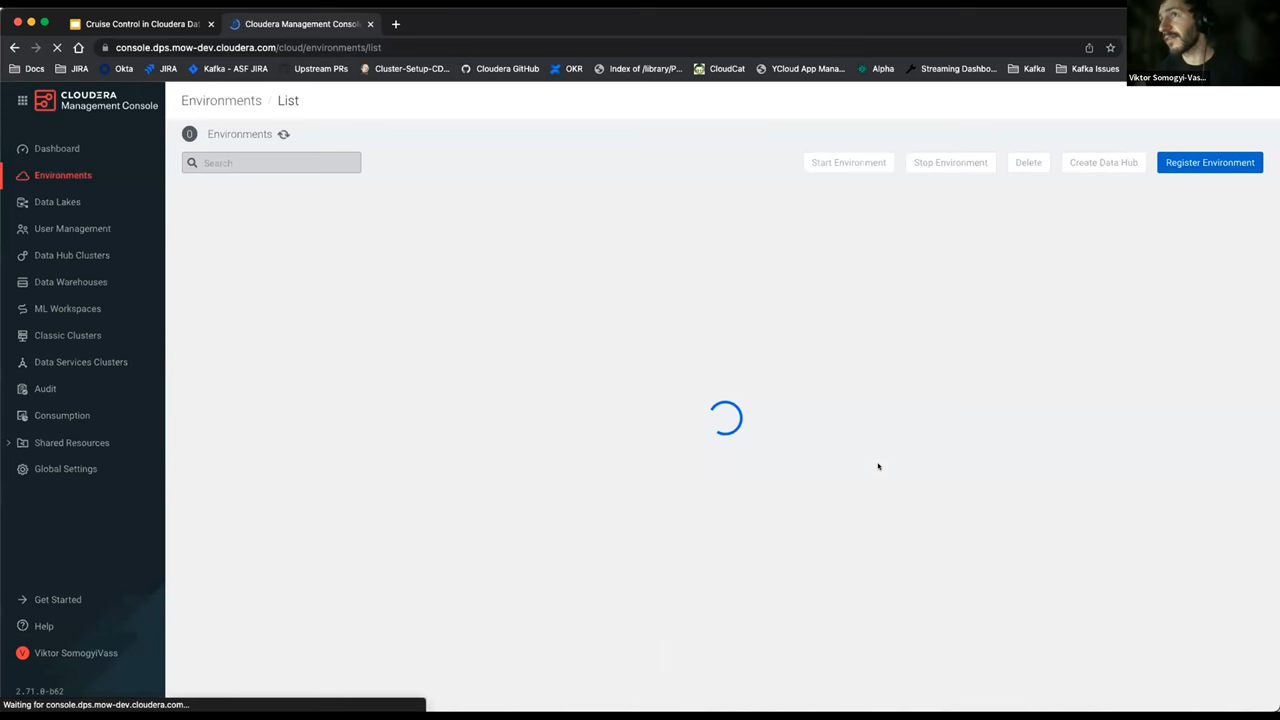 Cruise Control in Cloudera Dat
Cloudera Management Consol
console.dps.mow-dev.cloudera.com/cloud/environments/list
Docs JIRA Okta JIRA Kafka - ASF JIRA Upstream PRs Cluster-Setup-CD... Cloudera GitHub OKR Index of /library/P... CloudCat YCloud App Mana... Alpha Streaming Dashbo... Kafka Kafka Issues
Viktor Somogyi-Vas...
CLOUDERA
Management Console
Environments / List
0 Environments
Search
Start Environment Stop Environment Delete Create Data Hub Register Environment
Dashboard
Environments
Data Lakes
User Management
Data Hub Clusters
Data Warehouses
ML Workspaces
Classic Clusters
Data Services Clusters
Audit
Consumption
Shared Resources
Global Settings
Get Started
Help
V Viktor SomogyiVass
2.71.0-b62
Waiting for console.dps.mow-dev.cloudera.com...